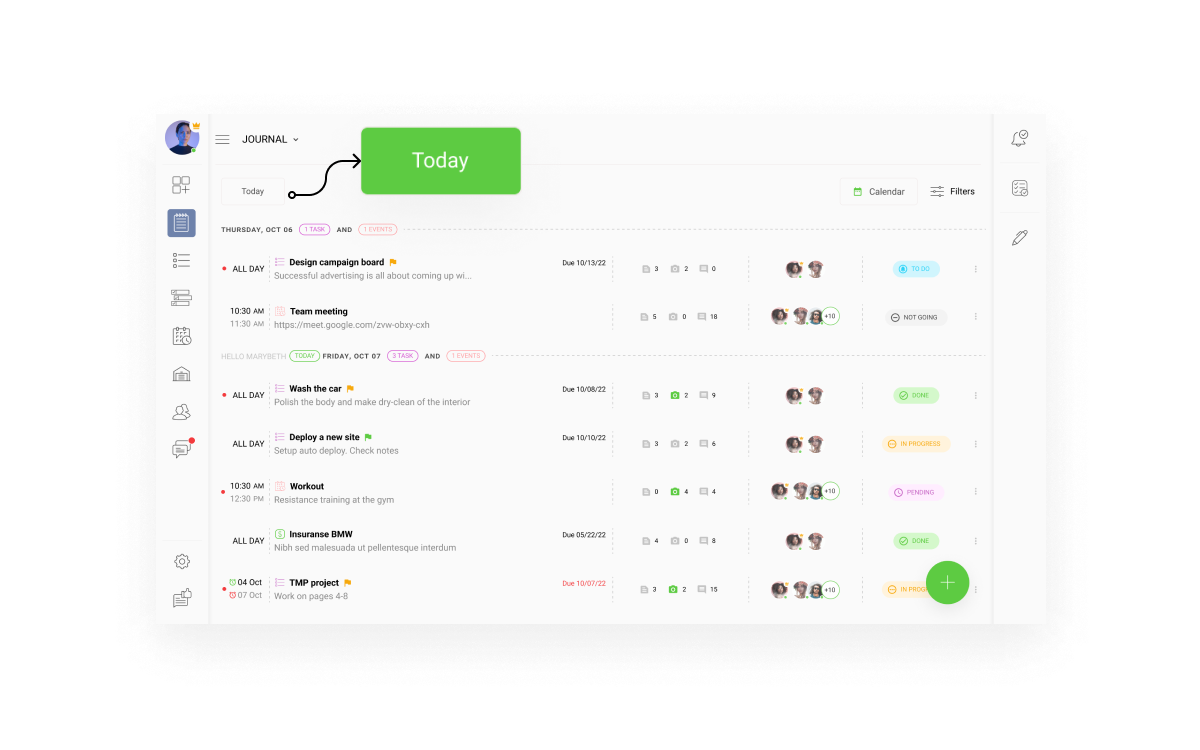 JOURNAL
Today
Today
Calendar
Filters
THURSDAY, OCT 06 1 TASK AND 1 EVENTS
ALL DAY Design campaign board Due 10/13/22 3 2 0 TO DO
Successful advertising is all about coming up wi...
10:30 AM Team meeting 5 0 18 +10 NOT GOING
11:30 AM https://meet.google.com/zvw-obxy-cxh
HELLO MARYBETH TODAY FRIDAY, OCT 07 3 TASK AND 1 EVENTS
ALL DAY Wash the car Due 10/08/22 3 2 9 DONE
Polish the body and make dry-clean of the interior
ALL DAY Deploy a new site Due 10/10/22 3 2 6 IN PROGRESS
Setup auto deploy. Check notes
10:30 AM Workout 0 4 4 +10 PENDING
12:30 PM Resistance training at the gym
ALL DAY Insuranse BMW Due 05/22/22 4 0 8 DONE
Nibh sed malesuada ut pellentesque interdum
04 Oct TMP project Due 10/07/22 3 2 15 +10 IN PROG
07 Oct Work on pages 4-8